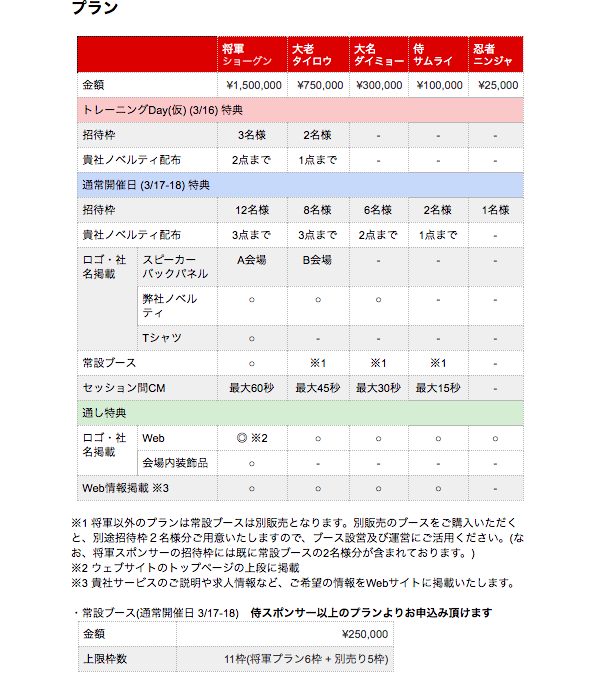 プラン
将軍 ショーグン 大老 タイロウ 大名 ダイミョー 侍 サムライ 忍者 ニンジャ
金額 ¥1,500,000 ¥750,000 ¥300,000 ¥100,000 ¥25,000
トレーニングDay(仮) (3/16) 特典
招待枠 3名様 2名様 - - -
貴社ノベルティ配布 2点まで 1点まで - - -
通常開催日 (3/17-18) 特典
招待枠 12名様 8名様 6名様 2名様 1名様
貴社ノベルティ配布 3点まで 3点まで 2点まで 1点まで -
ロゴ・社名掲載 スピーカーバックパネル A会場 B会場 - - -
弊社ノベルティ ○ ○ ○ - -
Tシャツ ○ - - - -
常設ブース ○ ※1 ※1 ※1 -
セッション間CM 最大60秒 最大45秒 最大30秒 最大15秒 -
通し特典
ロゴ・社名掲載 Web ◎ ※2 ○ ○ ○ ○
会場内装飾品 ○ - - - -
Web情報掲載 ※3 ○ ○ ○ ○ -
※1 将軍以外のプランは常設ブースは別販売となります。別販売のブースをご購入いただく
と、別途招待枠２名様分ご用意いたしますので、ブース設営及び運営にご活用ください。(な
お、将軍スポンサーの招待枠には既に常設ブースの2名様分が含まれております。)
※2 ウェブサイトのトップページの上段に掲載
※3 貴社サービスのご説明や求人情報など、ご希望の情報をWebサイトに掲載いたします。
・常設ブース(通常開催日 3/17-18) 侍スポンサー以上のプランよりお申込み頂けます
金額 ¥250,000
上限枠数 11枠(将軍プラン6枠 + 別売り5枠)